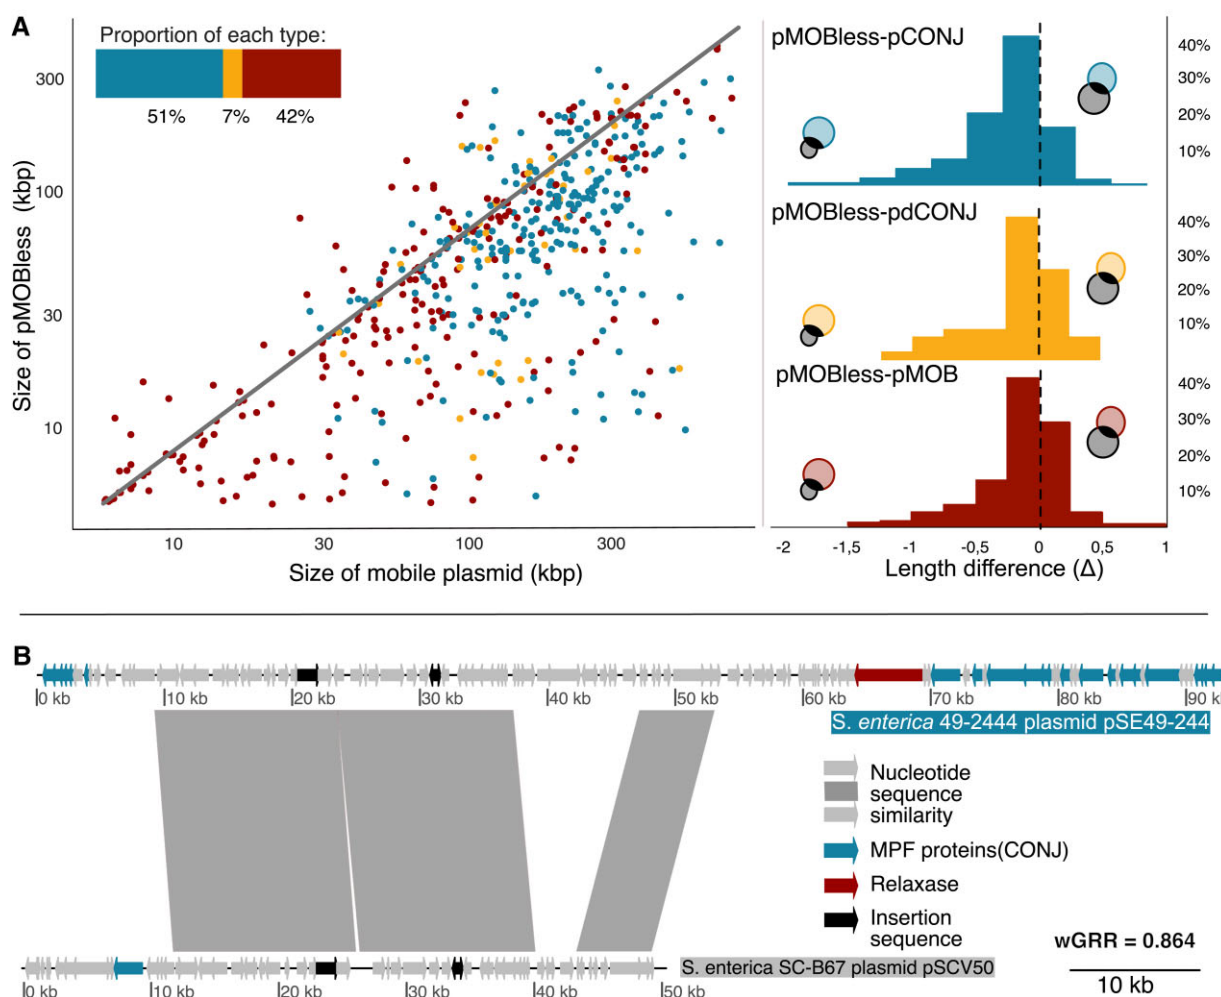 A
Proportion of each type:
51% 7% 42%
Size of pMOBless (kbp)
300
100
30
10
10 30 100 300
Size of mobile plasmid (kbp)
pMOBless-pCONJ
40%
30%
20%
10%
pMOBless-pdCONJ
40%
30%
20%
10%
pMOBless-pMOB
40%
30%
20%
10%
-2 -1,5 -1 -0,5 0 0,5 1
Length difference (Δ)
B
0 kb 10 kb 20 kb 30 kb 40 kb 50 kb 60 kb 70 kb 80 kb 90 kb
S. enterica 49-2444 plasmid pSE49-244
Nucleotide
sequence
similarity
MPF proteins(CONJ)
Relaxase
Insertion
sequence
wGRR = 0.864
10 kb
S. enterica SC-B67 plasmid pSCV50
0 kb 10 kb 20 kb 30 kb 40 kb 50 kb